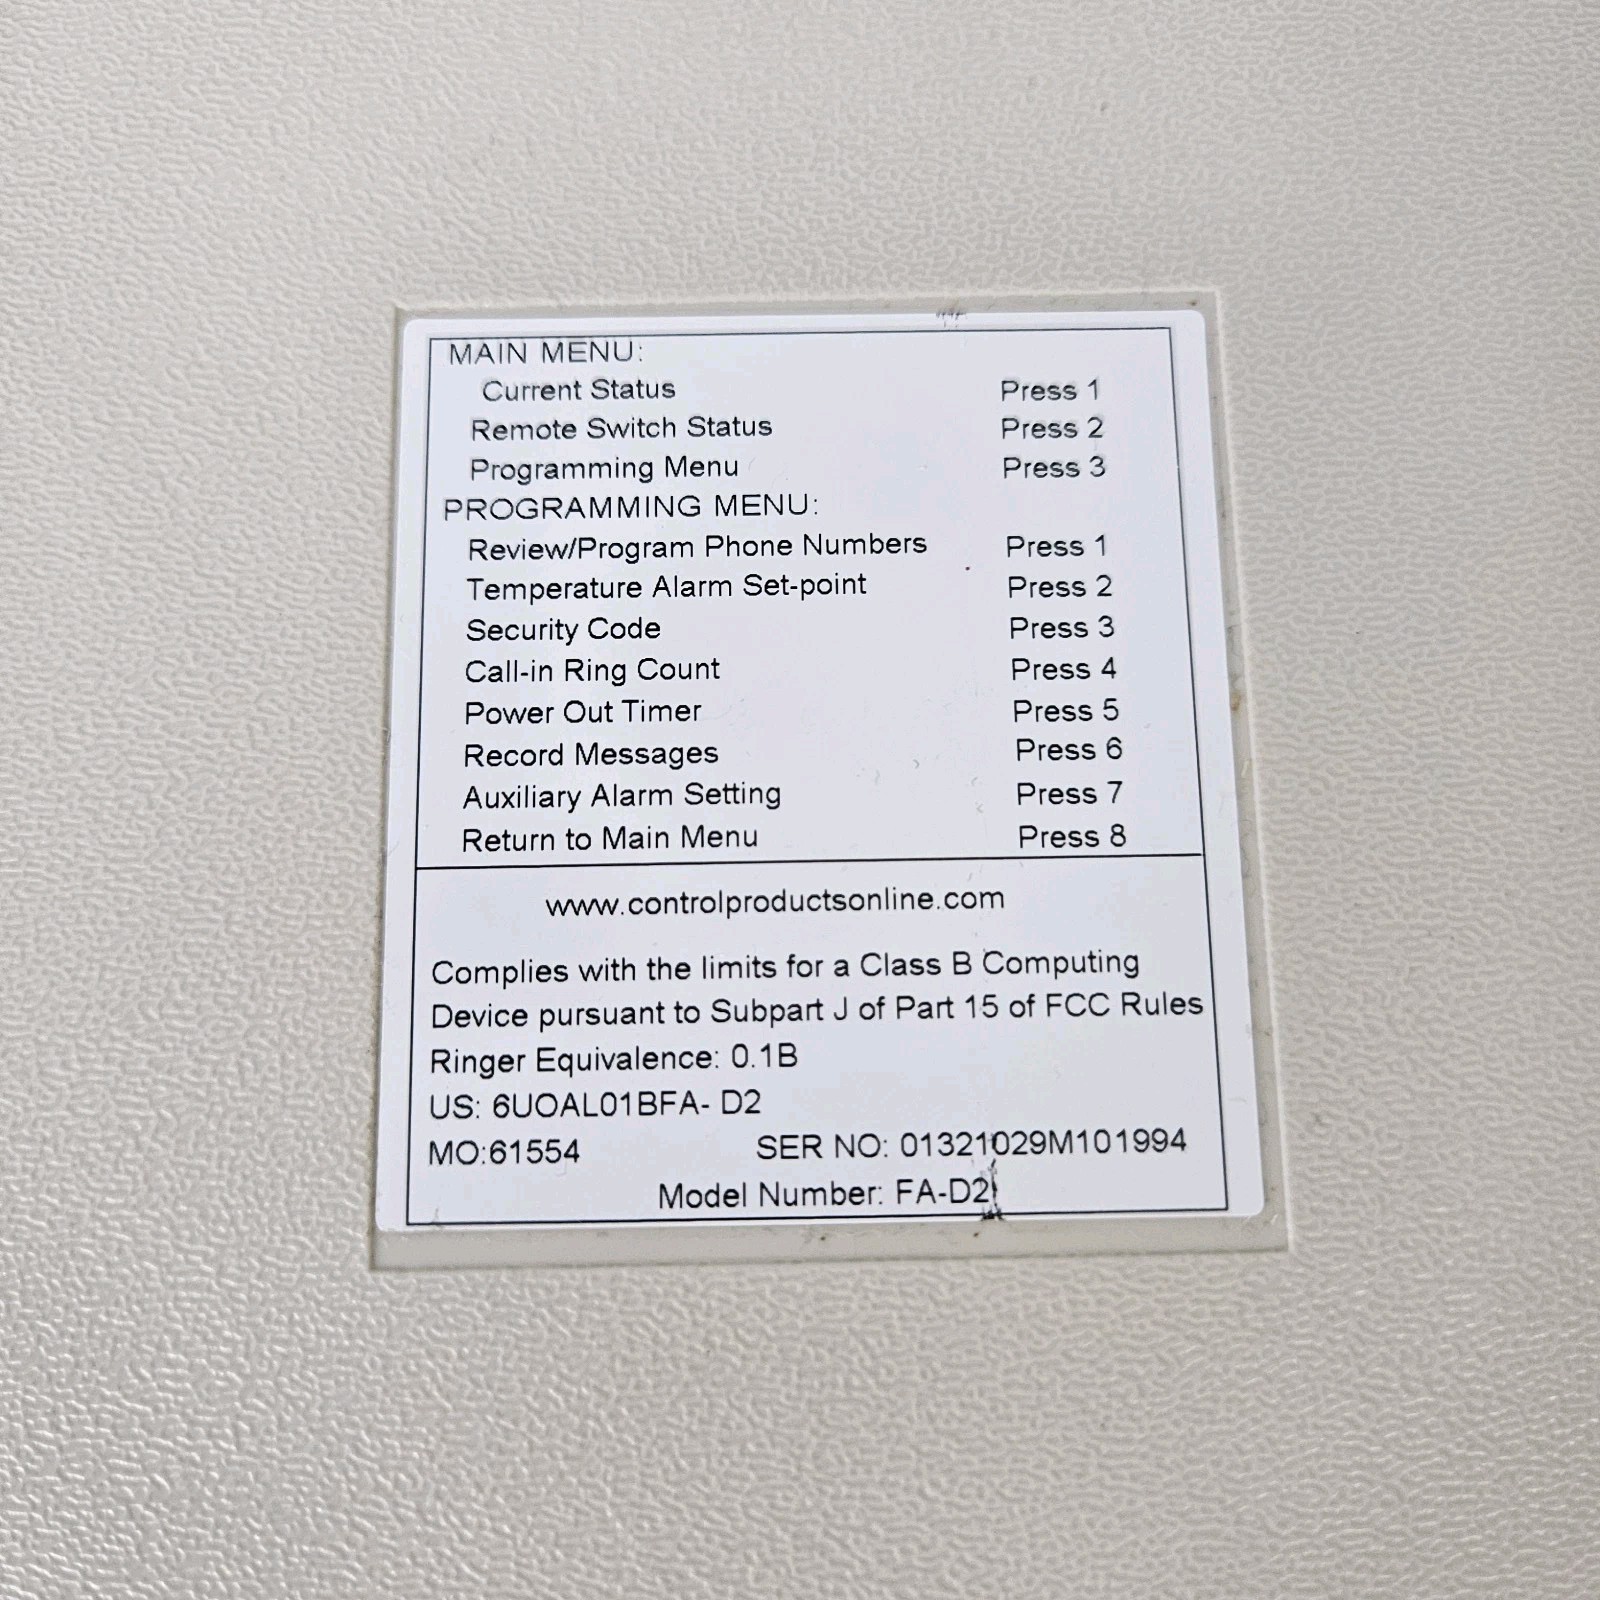 MAIN MENU:
Current Status Press 1
Remote Switch Status Press 2
Programming Menu Press 3
PROGRAMMING MENU:
Review/Program Phone Numbers Press 1
Temperature Alarm Set-point Press 2
Security Code Press 3
Call-in Ring Count Press 4
Power Out Timer Press 5
Record Messages Press 6
Auxiliary Alarm Setting Press 7
Return to Main Menu Press 8
www.controlproductsonline.com
Complies with the limits for a Class B Computing
Device pursuant to Subpart J of Part 15 of FCC Rules
Ringer Equivalence: 0.1B
US: 6UOAL01BFA- D2
MO:61554 SER NO: 01321029M101994
Model Number: FA-D2